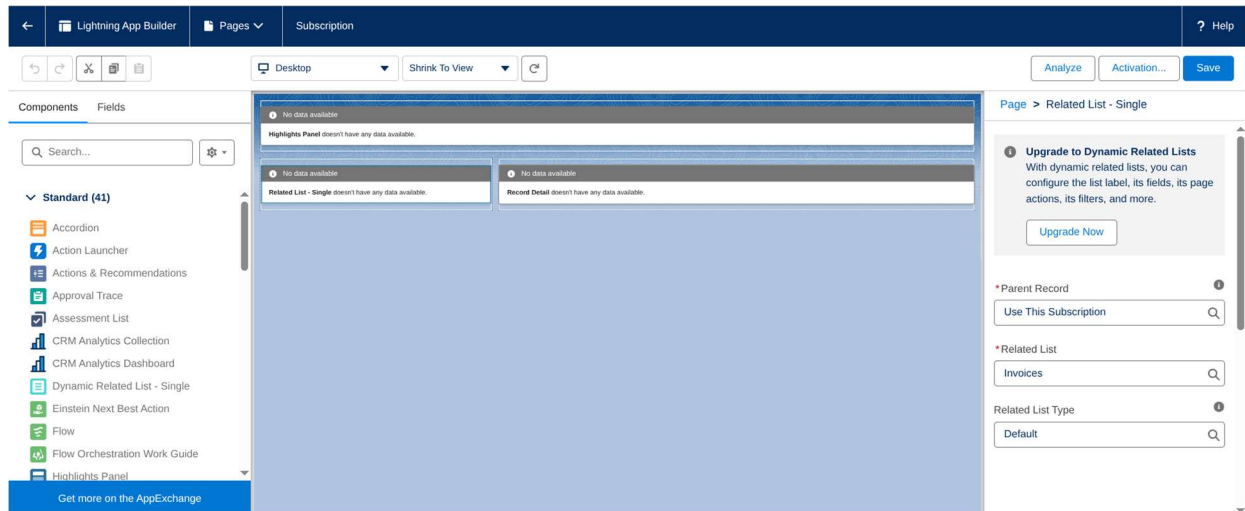 Lightning App Builder
Pages
Subscription
? Help
Desktop
Shrink To View
Analyze
Activation...
Save
Components
Fields
Search...
Standard (41)
Accordion
Action Launcher
Actions & Recommendations
Approval Trace
Assessment List
CRM Analytics Collection
CRM Analytics Dashboard
Dynamic Related List - Single
Einstein Next Best Action
Flow
Flow Orchestration Work Guide
Highlights Panel
Get more on the AppExchange
No data available
Highlights Panel doesn't have any data available.
No data available
Related List - Single doesn't have any data available.
No data available
Record Detail doesn't have any data available.
Page > Related List - Single
Upgrade to Dynamic Related Lists
With dynamic related lists, you can
configure the list label, its fields, its page
actions, its filters, and more.
Upgrade Now
*Parent Record
Use This Subscription
*Related List
Invoices
Related List Type
Default